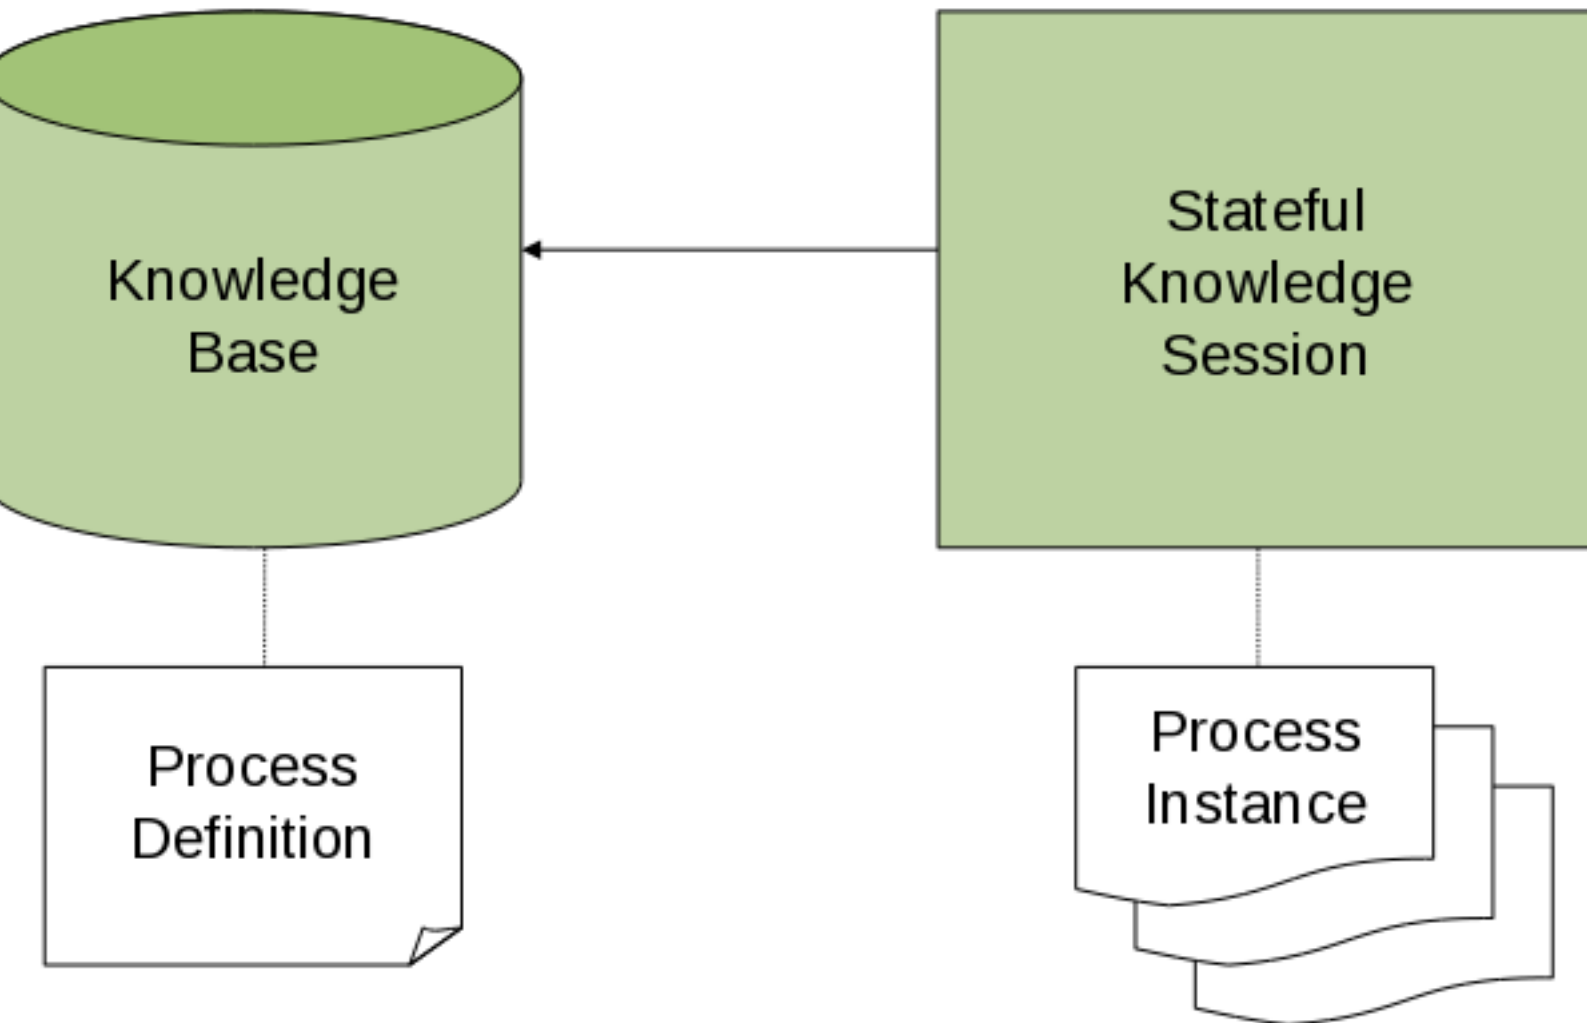 Knowledge
Base
Stateful
Knowledge
Session
Process
Definition
Process
Instance